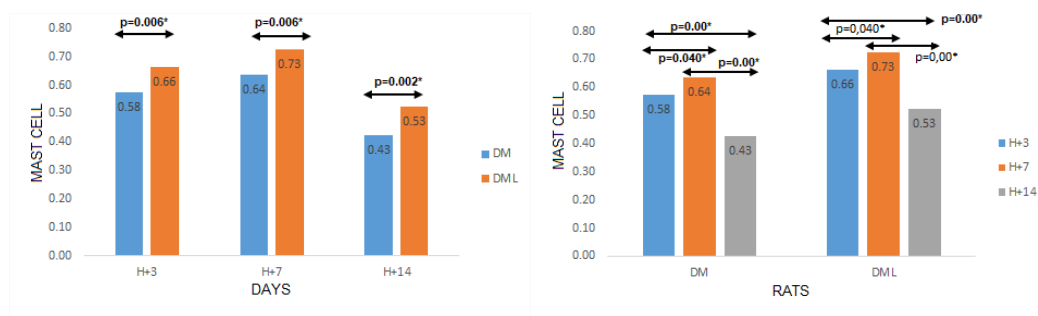 p=0.006*
p=0.006*
p=0.002*
0.80
0.70
0.60
0.50
0.40
0.30
0.20
0.10
0.00
MAST CELL
0.58
0.66
0.64
0.73
0.43
0.53
H+3
H+7
H+14
DAYS
DM
DML
p=0.00*
p=0.00*
p=0,040*
p=0.040*
p=0.00*
p=0,00*
0.80
0.70
0.60
0.50
0.40
0.30
0.20
0.10
0.00
MAST CELL
0.58
0.64
0.43
0.66
0.73
0.53
DM
DML
RATS
H+3
H+7
H+14